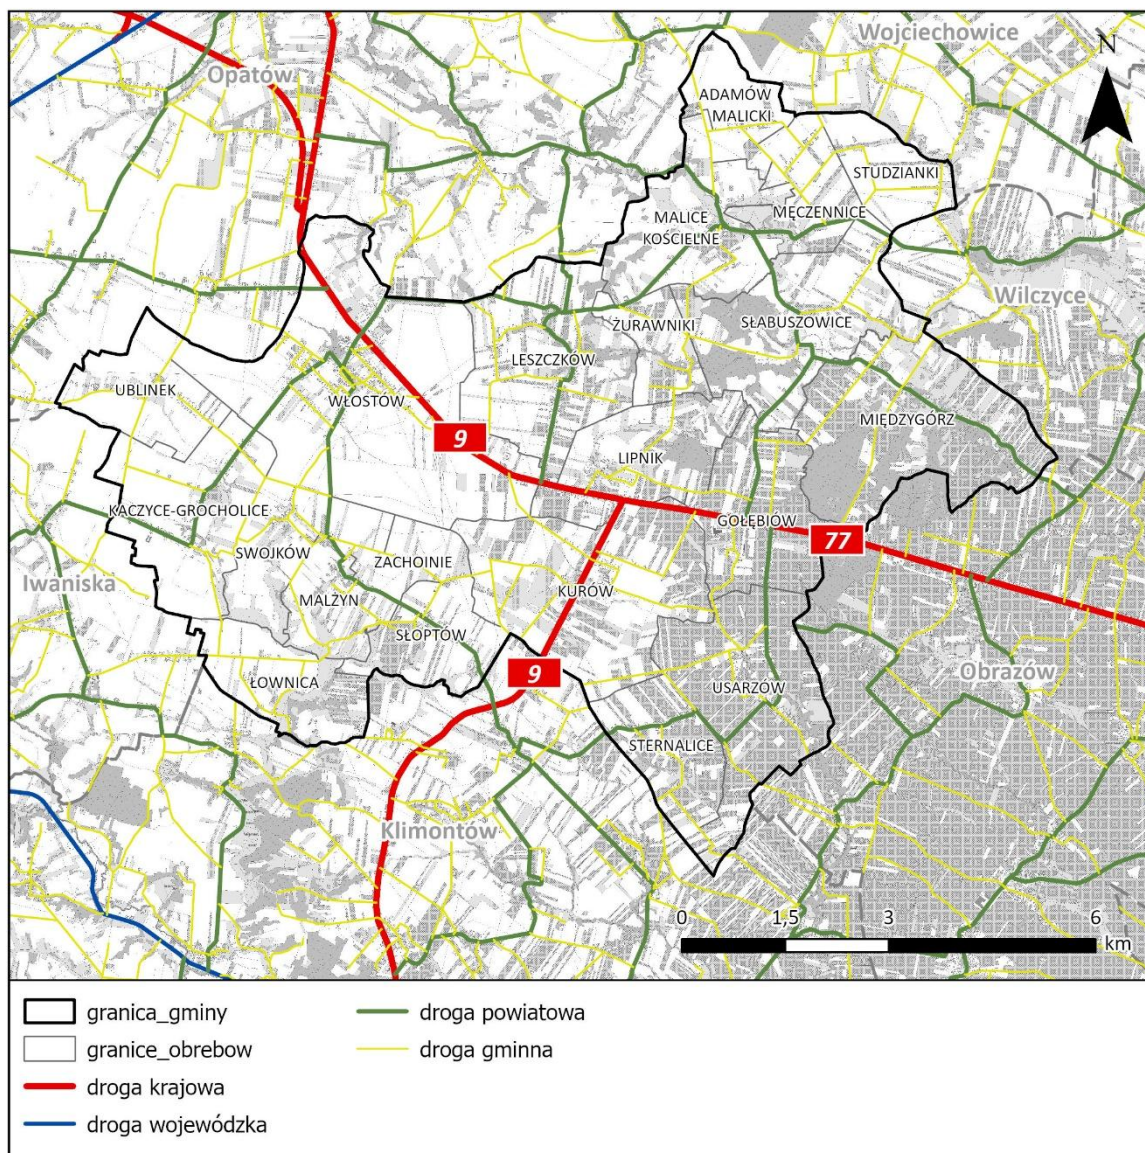 Wojciechowice
N
Opatów
ADAMÓW
MALICKI
STUDZIANKI
MĘCZENNICE
MALICE
KOŚCIELNE
Wilczyce
ŻURAWNIKI
SŁABUSZOWICE
LESZCZKÓW
UBLINEK
WŁOSTÓW
MIĘDZYGÓRZ
9
LIPNIK
KACZYCE-GROCHOLICE
GOŁĘBIOW
77
SWOJKÓW
ZACHOINIE
Iwaniska
KURÓW
MALŻYN
SŁOPTÓW
9
Obrazów
ŁOWNICA
USARZÓW
STERNALICE
Klimontów
0
1,5
3
6
km
granica_gminy
granice_obrebow
droga krajowa
droga wojewódzka
droga powiatowa
droga gminna